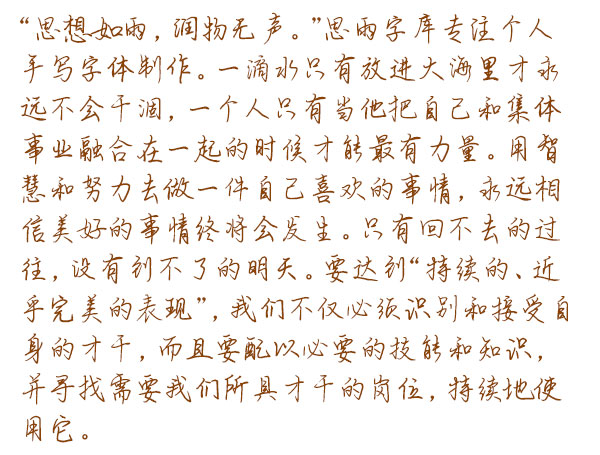 “思想如雨，润物无声。”思雨字库专注个人
手写字体制作。一滴水只有放进大海里才永
远不会干涸，一个人只有当他把自己和集体
事业融合在一起的时候才能最有力量。用智
慧和努力去做一件自己喜欢的事情，永远相
信美好的事情终将会发生。只有回不去的过
往，没有到不了的明天。要达到“持续的、近
乎完美的表现”，我们不仅必须识别和接受自
身的才干，而且要配以必要的技能和知识，
并寻找需要我们所具才干的岗位，持续地使
用它。